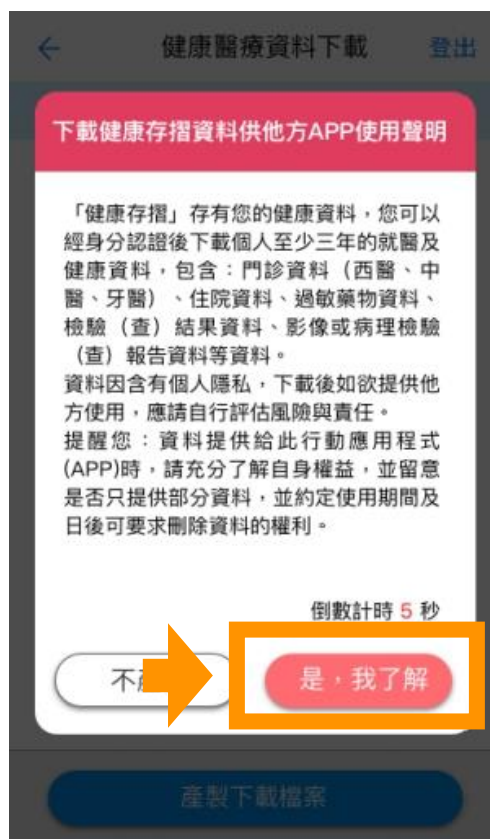 健康醫療資料下載
登出
下載健康存摺資料供他方APP使用聲明
「健康存摺」存有您的健康資料，您可以
經身分認證後下載個人至少三年的就醫及
健康資料，包含：門診資料（西醫、中
醫、牙醫）、住院資料、過敏藥物資料、
檢驗（查）結果資料、影像或病理檢驗
（查）報告資料等資料。
資料因含有個人隱私，下載後如欲提供他
方使用，應請自行評估風險與責任。
提醒您：資料提供給此行動應用程式
(APP)時，請充分了解自身權益，並留意
是否只提供部分資料，並約定使用期間及
日後可要求刪除資料的權利。
倒數計時 5 秒
不
是，我了解
產製下載檔案